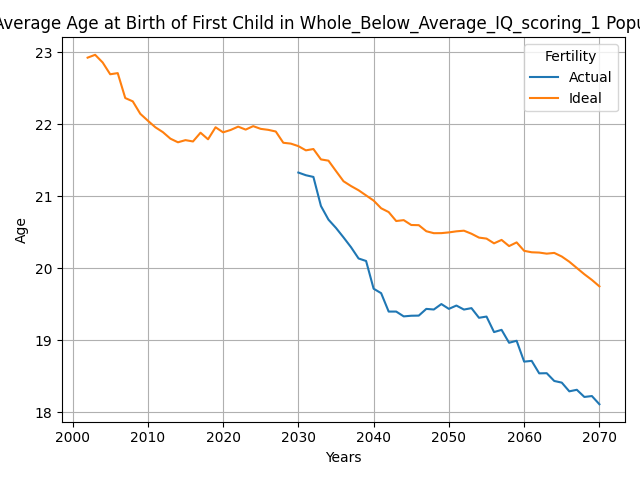 Average Age at Birth of First Child in Whole_Below_Average_IQ_scoring_1
Fertility
Actual
Ideal
Age
23
22
21
20
19
18
2000 2010 2020 2030 2040 2050 2060 2070
Years